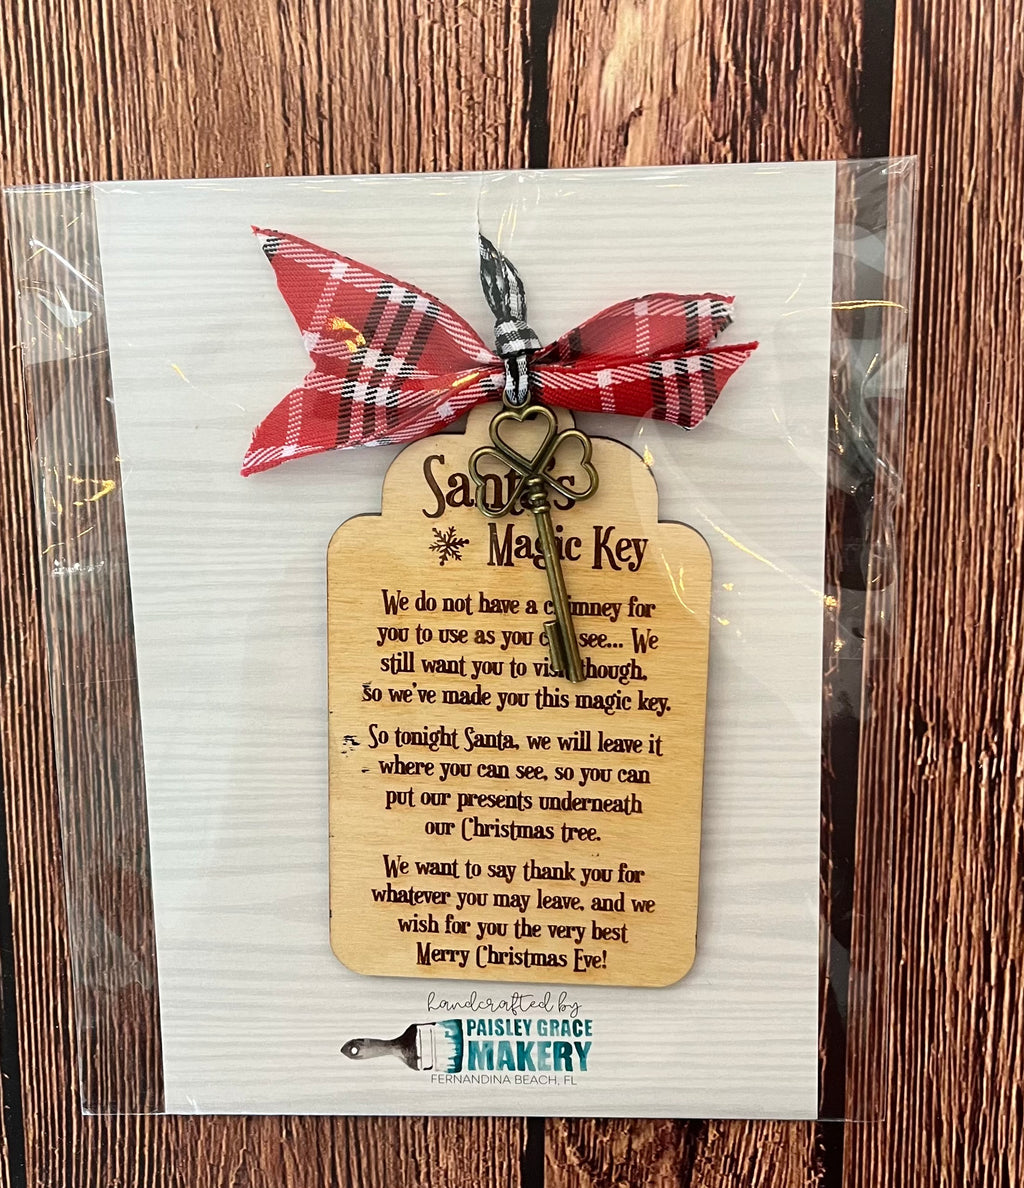 Santa's
Magic Key
We do not have a chimney for
you to use as you can see... We
still want you to visit though,
so we've made you this magic key.
So tonight Santa, we will leave it
where you can see, so you can
put our presents underneath
our Christmas tree.
We want to say thank you for
whatever you may leave, and we
wish for you the very best
Merry Christmas Eve!
handcrafted by
PAISLEY GRACE
MAKERY
FERNANDINA BEACH, FL